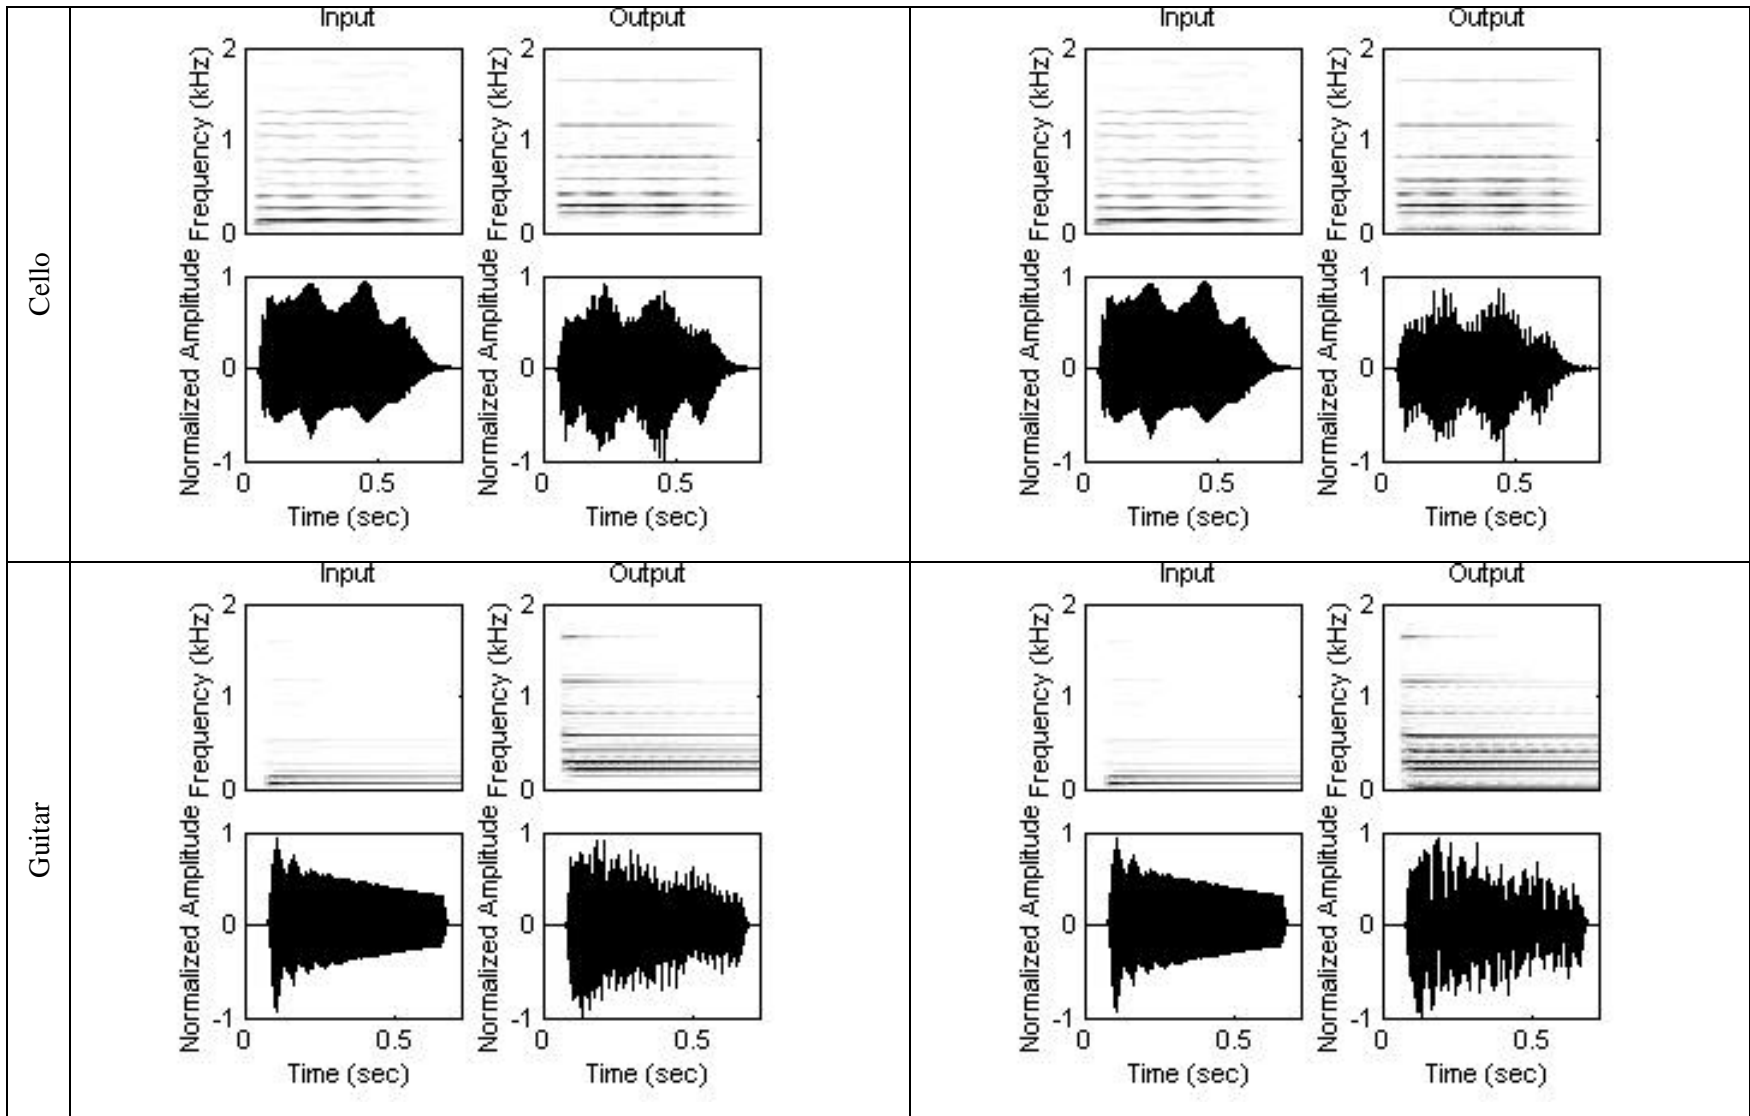 Cello
Input
Output
Frequency (kHz)
2
1
0
Frequency (kHz)
2
1
0
Normalized Amplitude
1
0
-1
0
0.5
Time (sec)
Normalized Amplitude
1
0
-1
0
0.5
Time (sec)
Input
Output
Frequency (kHz)
2
1
0
Frequency (kHz)
2
1
0
Normalized Amplitude
1
0
-1
0
0.5
Time (sec)
Normalized Amplitude
1
0
-1
0
0.5
Time (sec)
Guitar
Input
Output
Frequency (kHz)
2
1
0
Frequency (kHz)
2
1
0
Normalized Amplitude
1
0
-1
0
0.5
Time (sec)
Normalized Amplitude
1
0
-1
0
0.5
Time (sec)
Input
Output
Frequency (kHz)
2
1
0
Frequency (kHz)
2
1
0
Normalized Amplitude
1
0
-1
0
0.5
Time (sec)
Normalized Amplitude
1
0
-1
0
0.5
Time (sec)